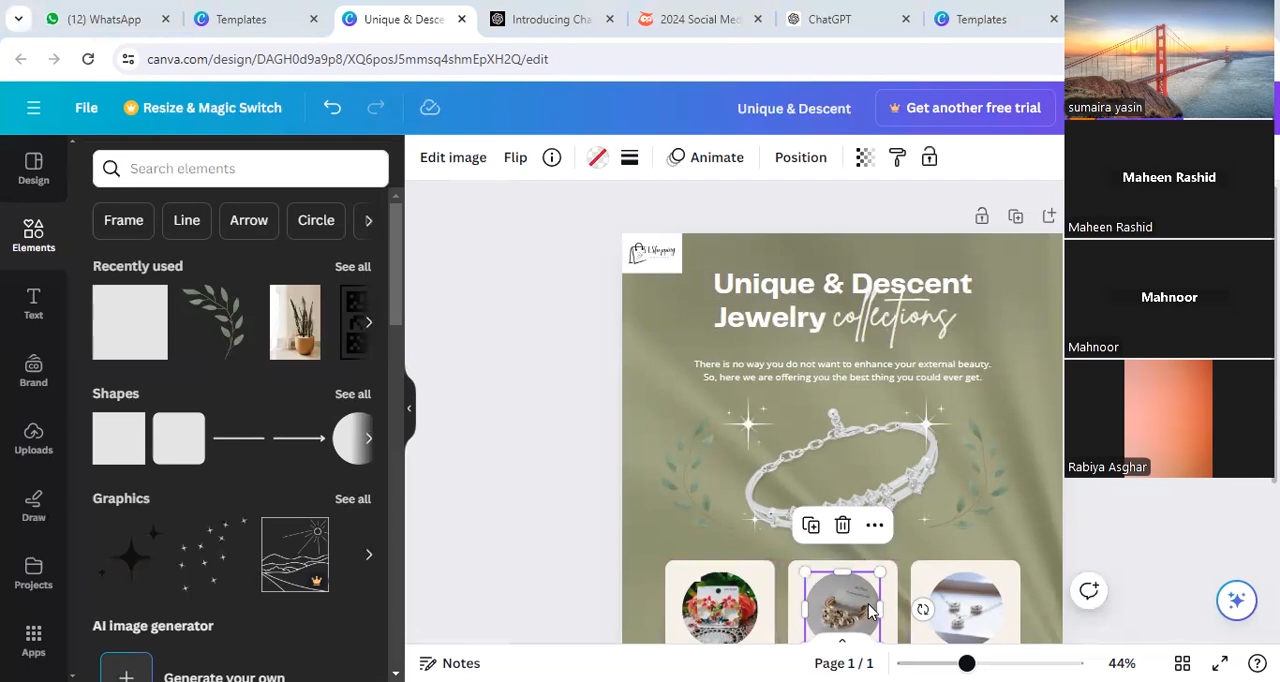 (12) WhatsApp
Templates
Unique & Desce
Introducing Cha
2024 Social Med
ChatGPT
Templates
canva.com/design/DAGH0d9a9p8/XQ6posJ5mmsq4shmEpXH2Q/edit
File
Resize & Magic Switch
Unique & Descent
Get another free trial
sumaira yasin
Design
Elements
Text
Brand
Uploads
Draw
Projects
Apps
Search elements
Frame
Line
Arrow
Circle
Recently used
See all
Shapes
See all
Graphics
See all
AI image generator
Generate your own
Edit image
Flip
Animate
Position
Unique & Descent
Jewelry collections
There is no way you do not want to enhance your external beauty.
So, here we are offering you the best thing you could ever get.
Maheen Rashid
Maheen Rashid
Mahnoor
Mahnoor
Rabiya Asghar
Notes
Page 1 / 1
44%